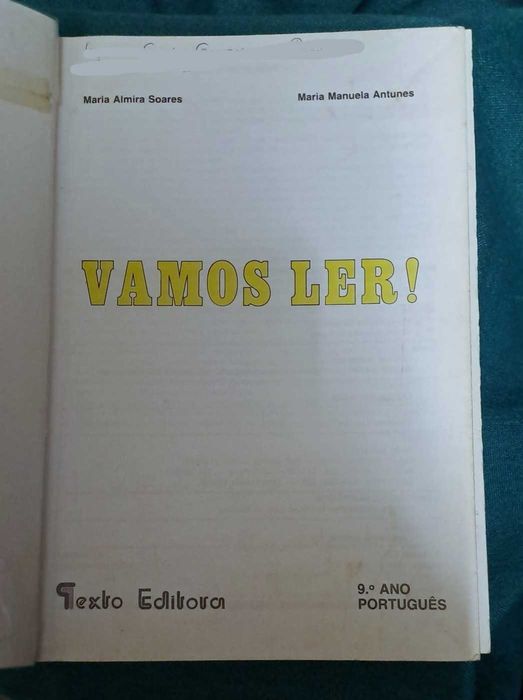 Maria Almira Soares
Maria Manuela Antunes
VAMOS LER!
Texto Editora
9.º ANO
PORTUGUÊS